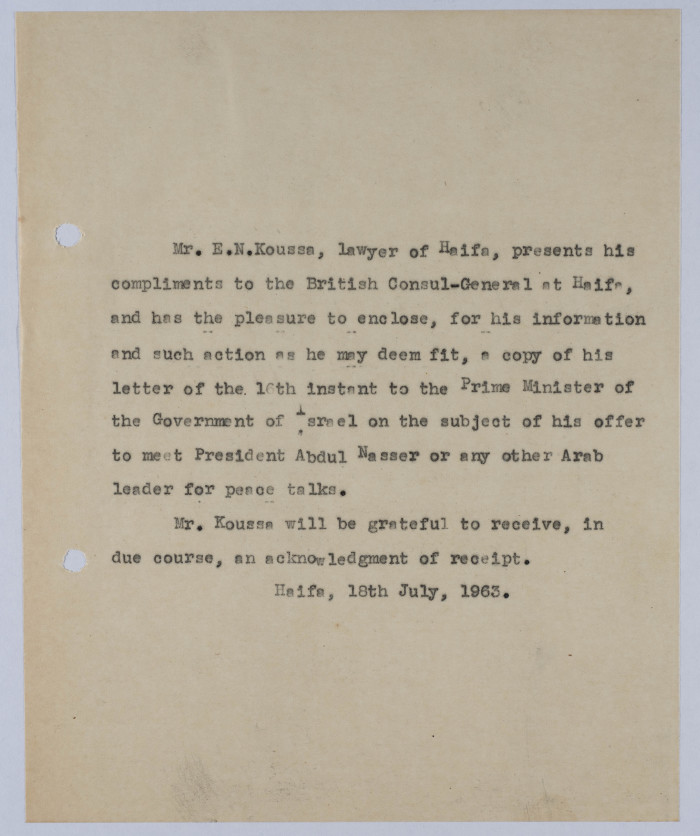 Mr. E.N.Koussa, lawyer of Haifa, presents his
compliments to the British Consul-General at Haifa,
and has the pleasure to enclose, for his information
and such action as he may deem fit, a copy of his
letter of the 16th instant to the Prime Minister of
the Government of Israel on the subject of his offer
to meet President Abdul Nasser or any other Arab
leader for peace talks.
Mr. Koussa will be grateful to receive, in
due course, an acknowledgment of receipt.
Haifa, 18th July, 1963.